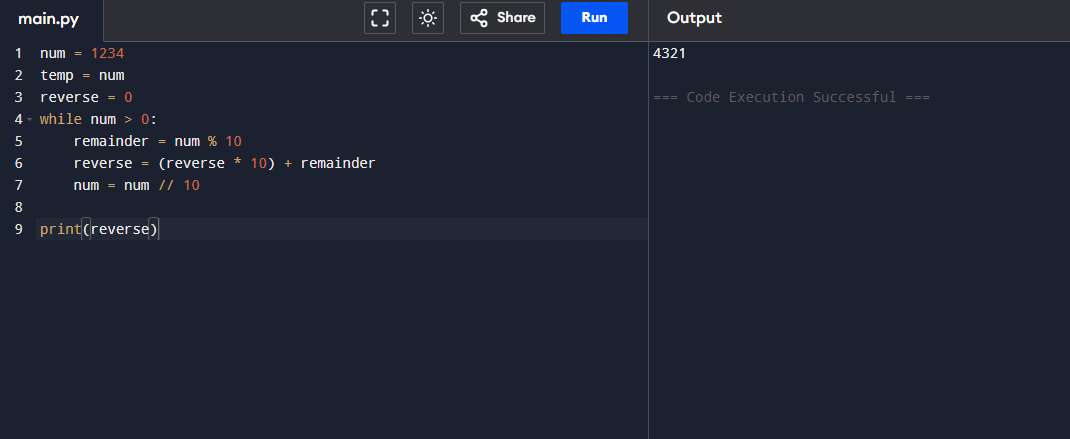 main.py
Share
Run
Output
1 num = 1234
2 temp = num
3 reverse = 0
4 while num > 0:
5     remainder = num % 10
6     reverse = (reverse * 10) + remainder
7     num = num // 10
8
9 print(reverse)
4321
=== Code Execution Successful ===